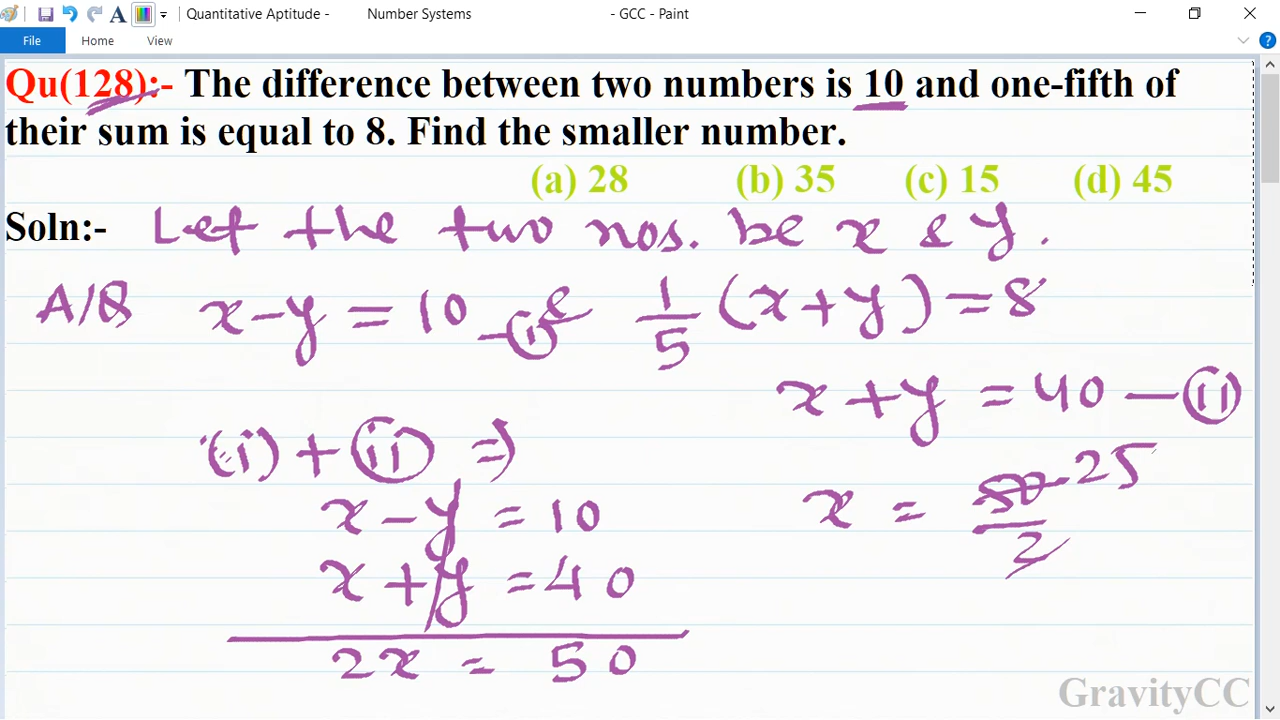 Quantitative Aptitude - Number Systems - GCC - Paint
File Home View
Qu(128):- The difference between two numbers is 10 and one-fifth of
their sum is equal to 8. Find the smaller number.
(a) 28 (b) 35 (c) 15 (d) 45
Soln:- Let the two nos. be x & y.
A/Q x - y = 10 -(i) & 1/5 (x + y) = 8
x + y = 40 - (ii)
(i) + (ii) =>
x - y = 10
x + y = 40
2x = 50
x = 50/2 25
GravityCC